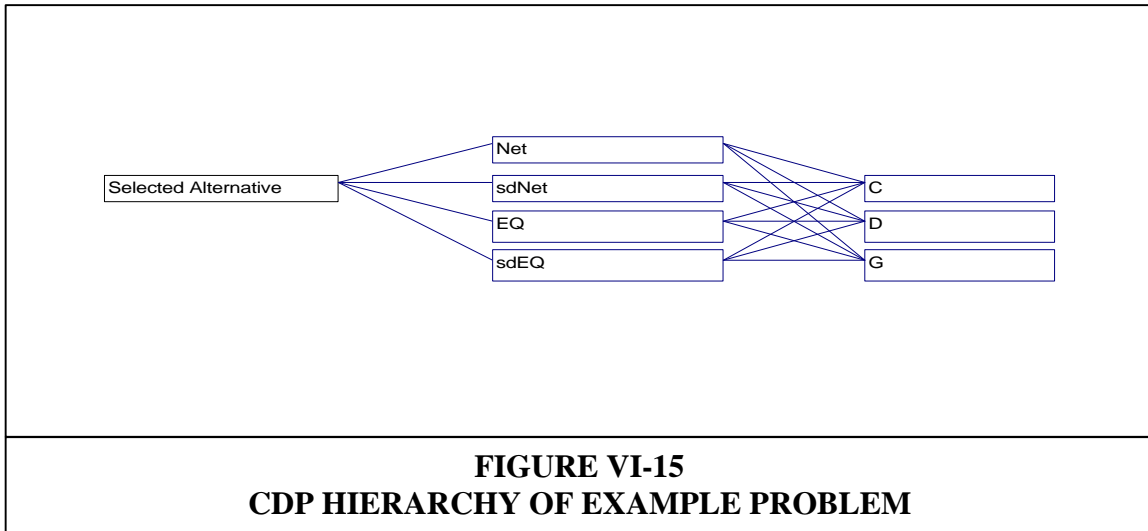 Selected Alternative
Net
sdNet
EQ
sdEQ
C
D
G
FIGURE VI-15
CDP HIERARCHY OF EXAMPLE PROBLEM